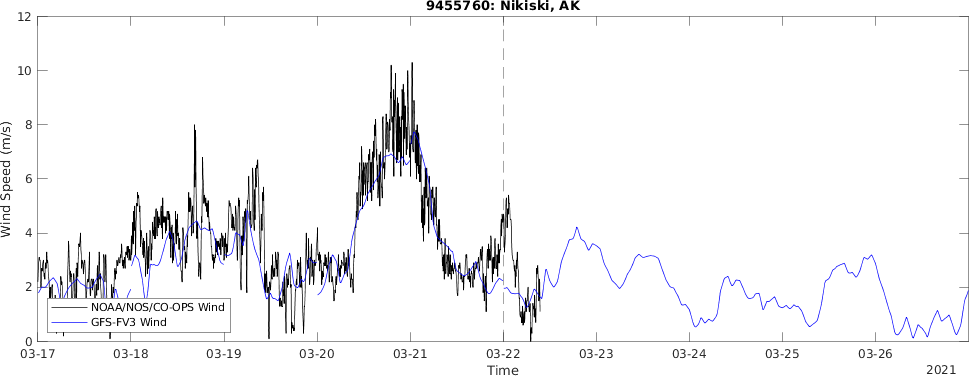 9455760: Nikiski, AK
Wind Speed (m/s)
12
10
8
6
4
2
0
NOAA/NOS/CO-OPS Wind
GFS-FV3 Wind
03-17 03-18 03-19 03-20 03-21 03-22 03-23 03-24 03-25 03-26
Time
2021